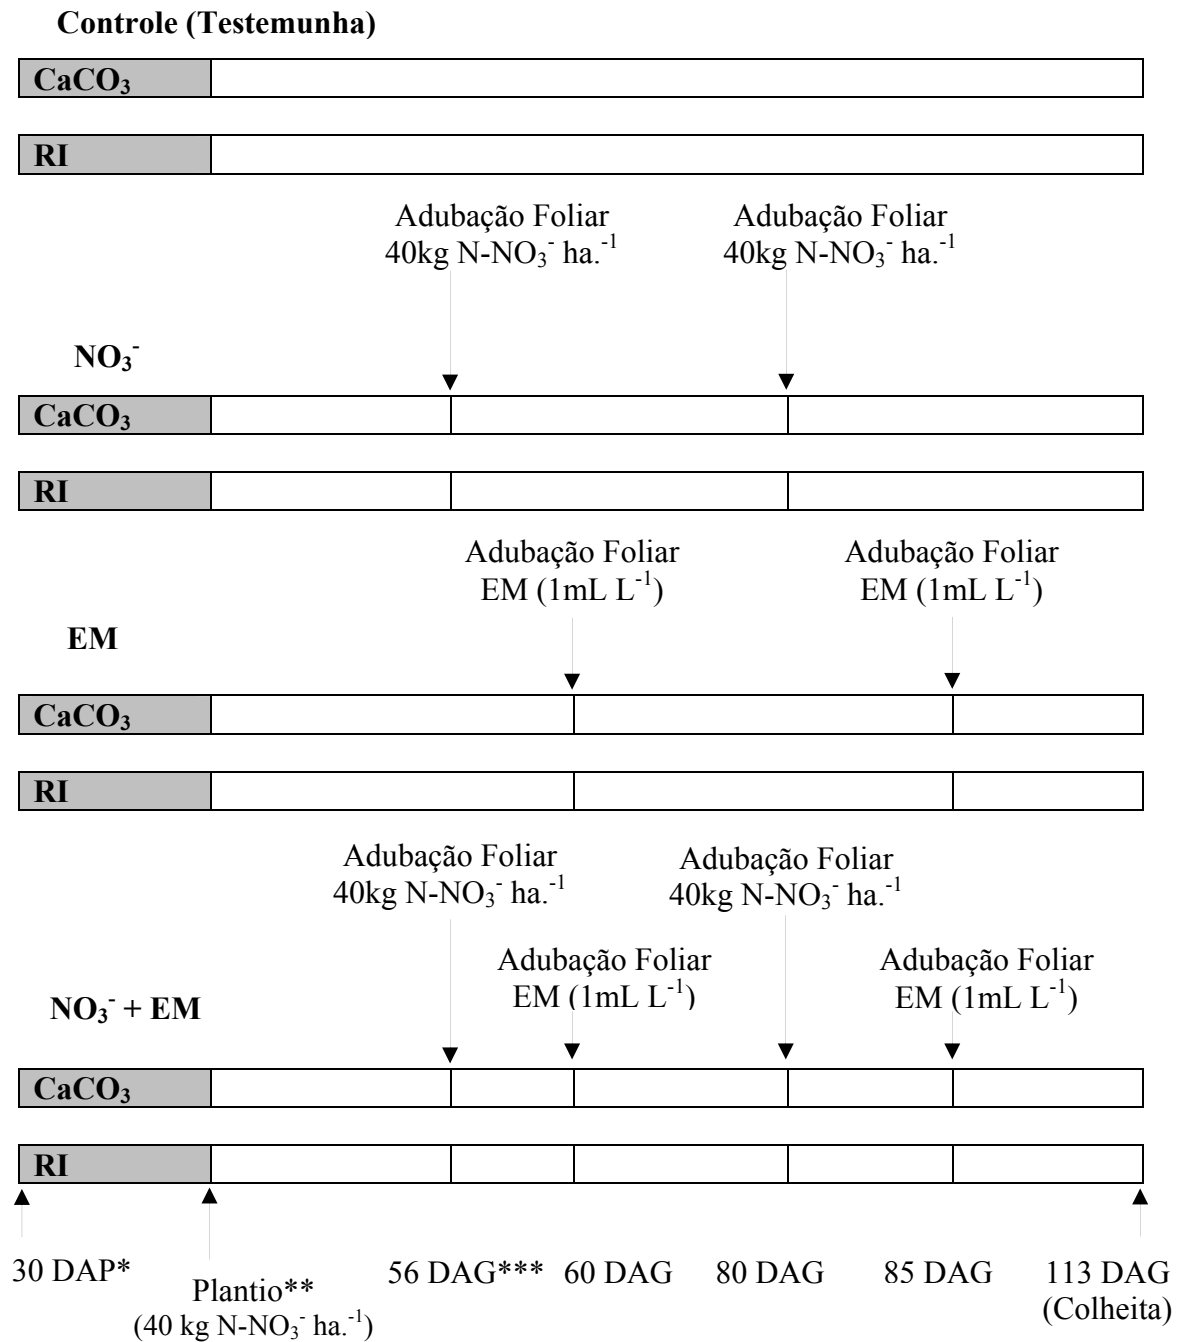 Controle (Testemunha)
CaCO₃
RI
Adubação Foliar Adubação Foliar
40kg N-NO₃⁻ ha.⁻¹ 40kg N-NO₃⁻ ha.⁻¹
NO₃⁻
CaCO₃
RI
Adubação Foliar Adubação Foliar
EM (1mL L⁻¹) EM (1mL L⁻¹)
EM
CaCO₃
RI
Adubação Foliar Adubação Foliar
40kg N-NO₃⁻ ha.⁻¹ 40kg N-NO₃⁻ ha.⁻¹
Adubação Foliar Adubação Foliar
EM (1mL L⁻¹) EM (1mL L⁻¹)
NO₃⁻ + EM
CaCO₃
RI
30 DAP* 56 DAG*** 60 DAG 80 DAG 85 DAG 113 DAG
Plantio** (Colheita)
(40 kg N-NO₃⁻ ha.⁻¹)